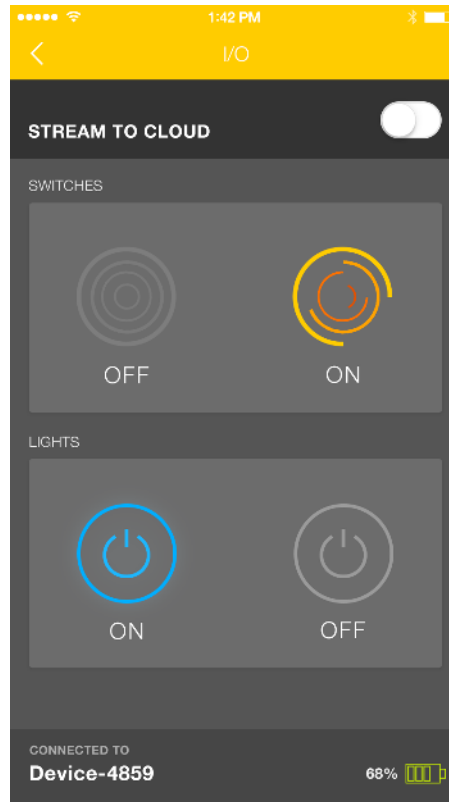 1:42 PM
I/O
STREAM TO CLOUD
SWITCHES
OFF ON
LIGHTS
ON OFF
CONNECTED TO
Device-4859 68%